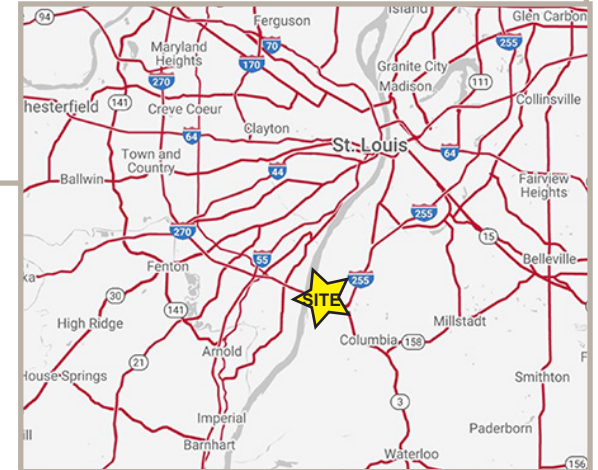 94
Ferguson
Island
Glen Carbon
70
255
Maryland
Heights
170
Granite City
270
Madison
111
hesterfield
141
Creve Coeur
Collinsville
64
Clayton
St. Louis
64
Town and
Country
44
Ballwin
Fairview
Heights
255
270
15
55
Belleville
Fenton
ka
255
SITE
30
141
High Ridge
Millstadt
Columbia
158
Arnold
21
House Springs
Smithton
3
Imperial
Paderborn
ill
Barnhart
Waterloo
156